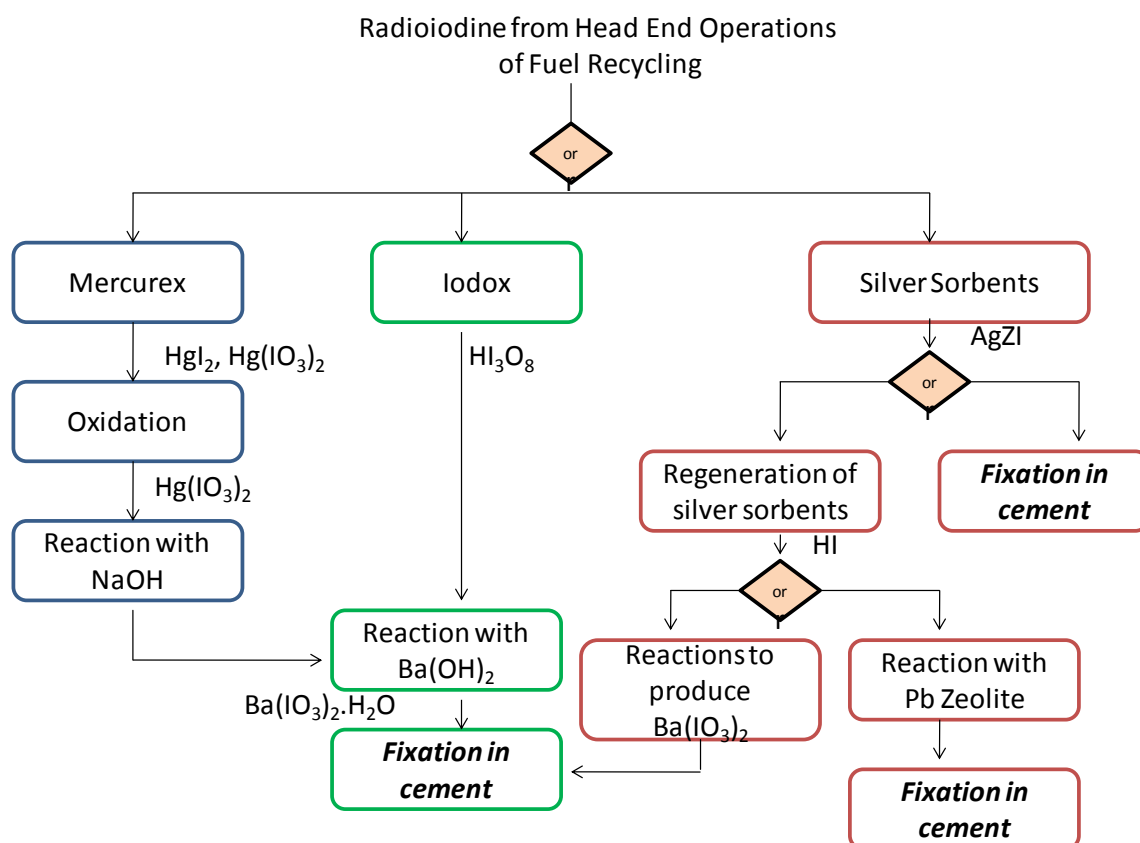 Radioiodine from Head End Operations
of Fuel Recycling
or
Mercurex
Iodox
Silver Sorbents
HgI₂, Hg(IO₃)₂
HI₃O₈
AgZI
or
Oxidation
Regeneration of
silver sorbents
Fixation in
cement
Hg(IO₃)₂
HI
Reaction with
NaOH
or
Reaction with
Ba(OH)₂
Reactions to
produce
Ba(IO₃)₂
Reaction with
Pb Zeolite
Ba(IO₃)₂.H₂O
Fixation in
cement
Fixation in
cement